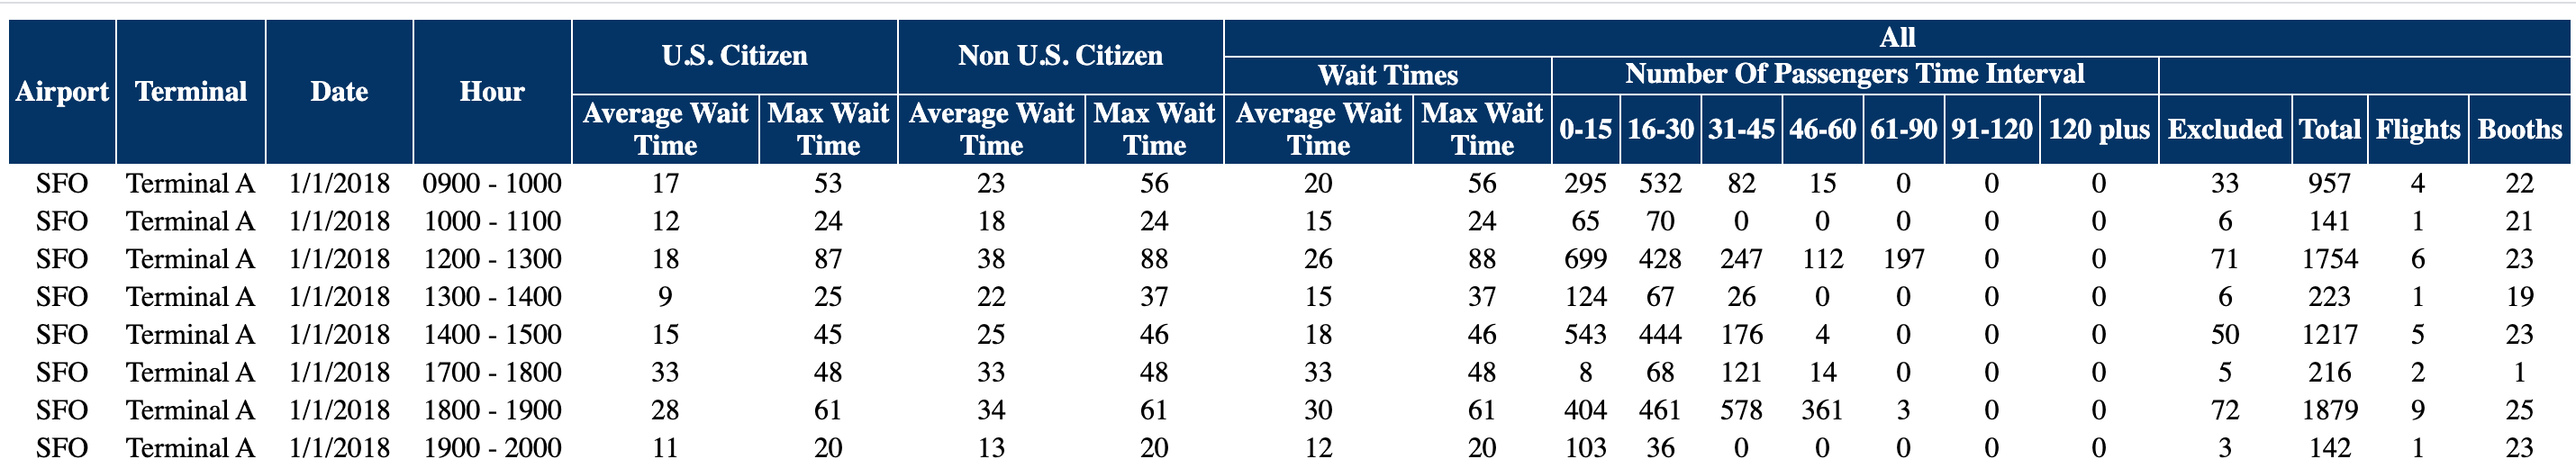 All
U.S. Citizen Non U.S. Citizen
Wait Times Number Of Passengers Time Interval
Airport Terminal Date Hour
Average Wait Max Wait Average Wait Max Wait Average Wait Max Wait 0-15 16-30 31-45 46-60 61-90 91-120 120 plus Excluded Total Flights Booths
Time Time Time Time Time Time
SFO Terminal A 1/1/2018 0900 - 1000 17 53 23 56 20 56 295 532 82 15 0 0 0 33 957 4 22
SFO Terminal A 1/1/2018 1000 - 1100 12 24 18 24 15 24 65 70 0 0 0 0 0 6 141 1 21
SFO Terminal A 1/1/2018 1200 - 1300 18 87 38 88 26 88 699 428 247 112 197 0 0 71 1754 6 23
SFO Terminal A 1/1/2018 1300 - 1400 9 25 22 37 15 37 124 67 26 0 0 0 0 6 223 1 19
SFO Terminal A 1/1/2018 1400 - 1500 15 45 25 46 18 46 543 444 176 4 0 0 0 50 1217 5 23
SFO Terminal A 1/1/2018 1700 - 1800 33 48 33 48 33 48 8 68 121 14 0 0 0 5 216 2 1
SFO Terminal A 1/1/2018 1800 - 1900 28 61 34 61 30 61 404 461 578 361 3 0 0 72 1879 9 25
SFO Terminal A 1/1/2018 1900 - 2000 11 20 13 20 12 20 103 36 0 0 0 0 0 3 142 1 23